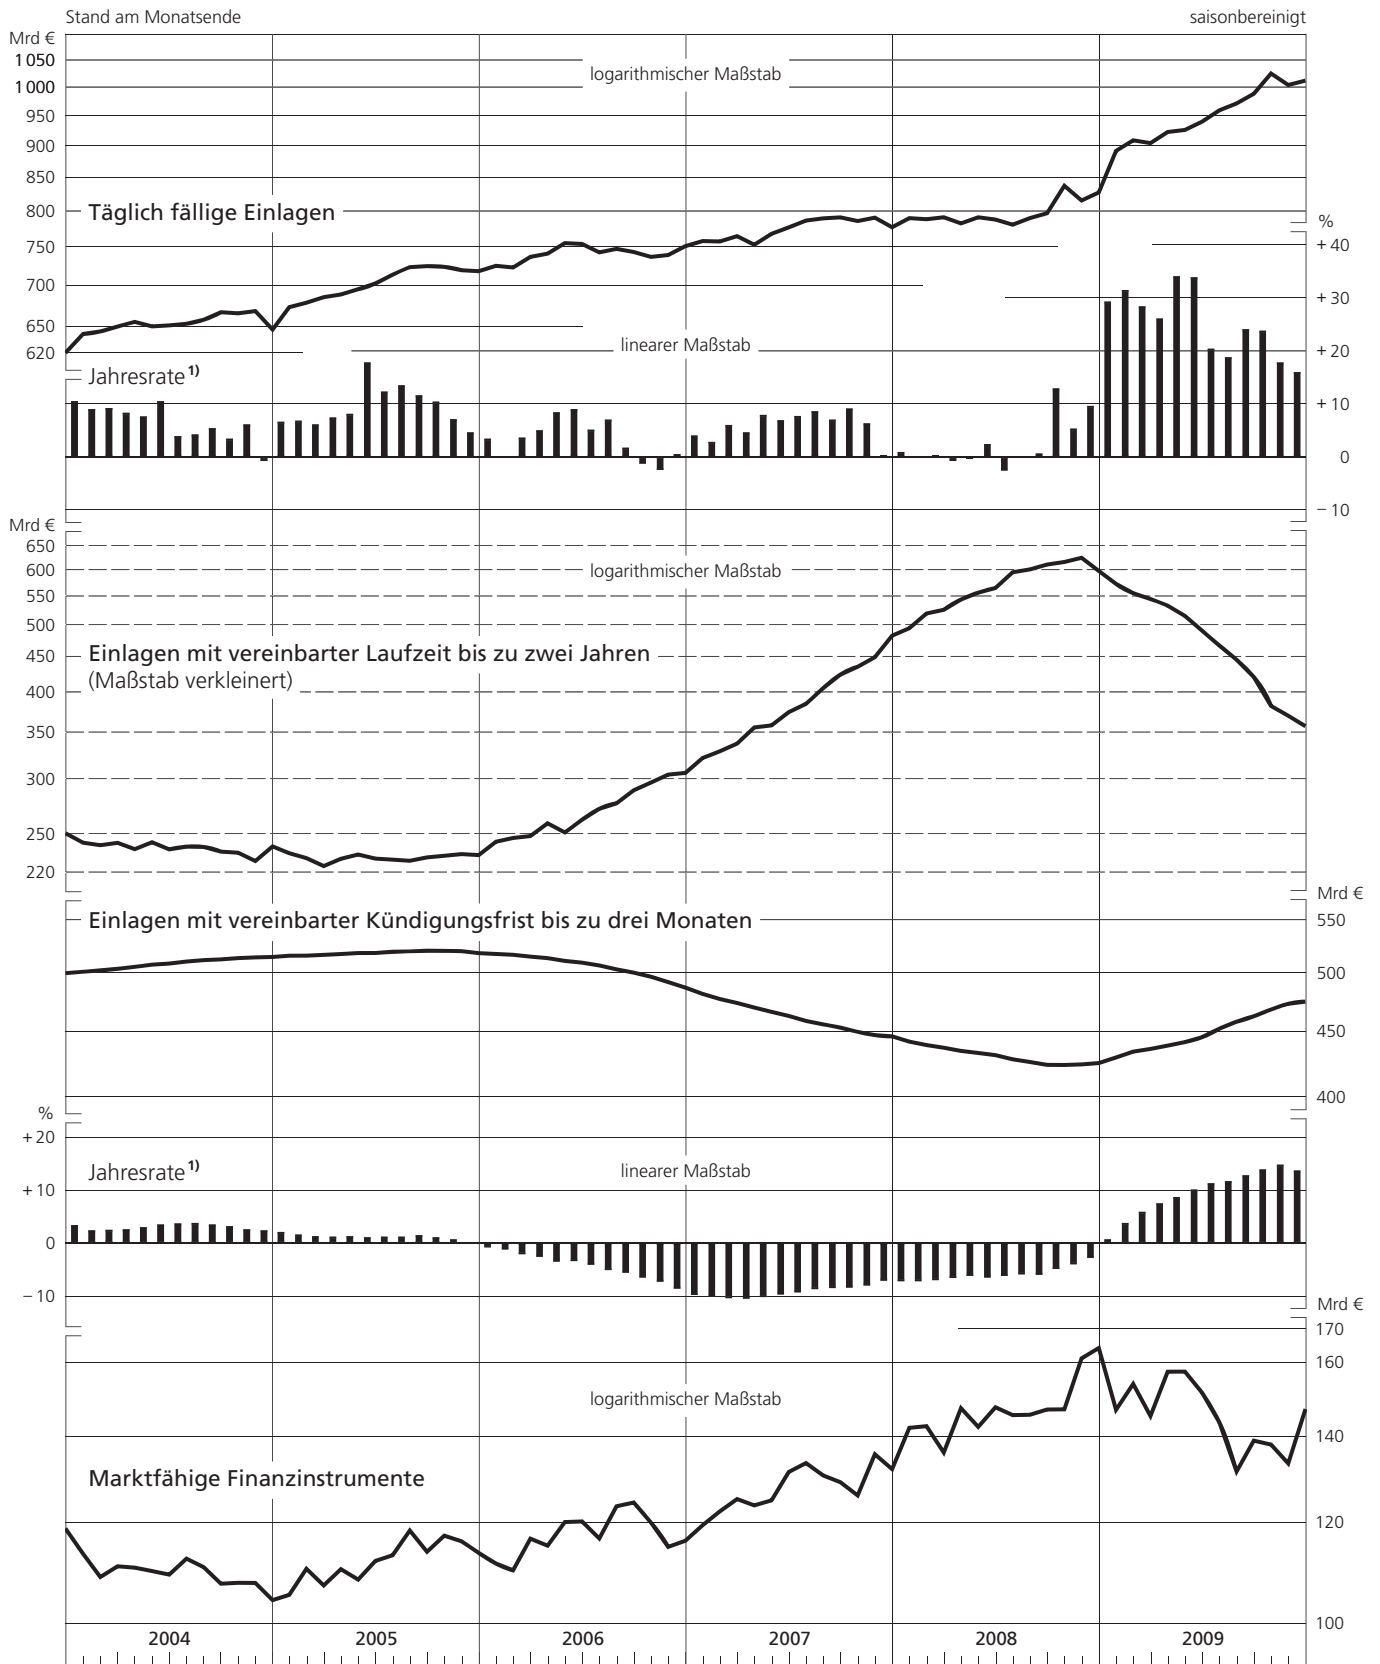 Stand am Monatsende saisonbereinigt
Mrd €
1 050
logarithmischer Maßstab
1 000
950
900
850
800 Täglich fällige Einlagen
%
750 + 40
700
+ 30
650
620 linearer Maßstab + 20
Jahresrate 1)
+ 10
0
– 10
Mrd €
650
600 logarithmischer Maßstab
550
500
450 Einlagen mit vereinbarter Laufzeit bis zu zwei Jahren
(Maßstab verkleinert)
400
350
300
250
220
Mrd €
Einlagen mit vereinbarter Kündigungsfrist bis zu drei Monaten 550
500
450
400
%
+ 20
Jahresrate 1) linearer Maßstab
+ 10
0
– 10
Mrd €
170
160
logarithmischer Maßstab
140
Marktfähige Finanzinstrumente
120
100
2004 2005 2006 2007 2008 2009